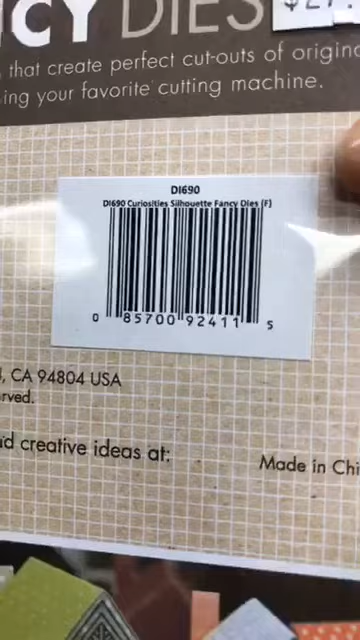 CY DIES
that create perfect cut-outs of origin
ing your favorite cutting machine.
DI690
DI690 Curiosities Silhouette Fancy Dies (F)
0 85700 92411 5
, CA 94804 USA
rved.
d creative ideas at:
Made in Chi